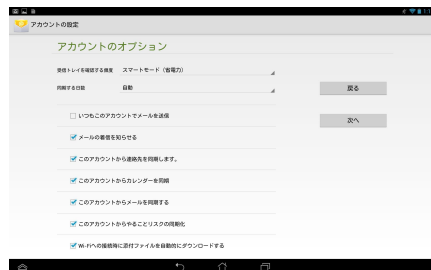 アカウントの設定
アカウントのオプション
受信トレイを確認する頻度 スマートモード（省電力）
同期する日数 自動
戻る
いつもこのアカウントでメールを送信
次へ
メールの着信を知らせる
このアカウントから連絡先を同期します。
このアカウントからカレンダーを同期
このアカウントからメールを同期する
このアカウントからやることリスクの同期化
Wi-Fiへの接続時に添付ファイルを自動的にダウンロードする